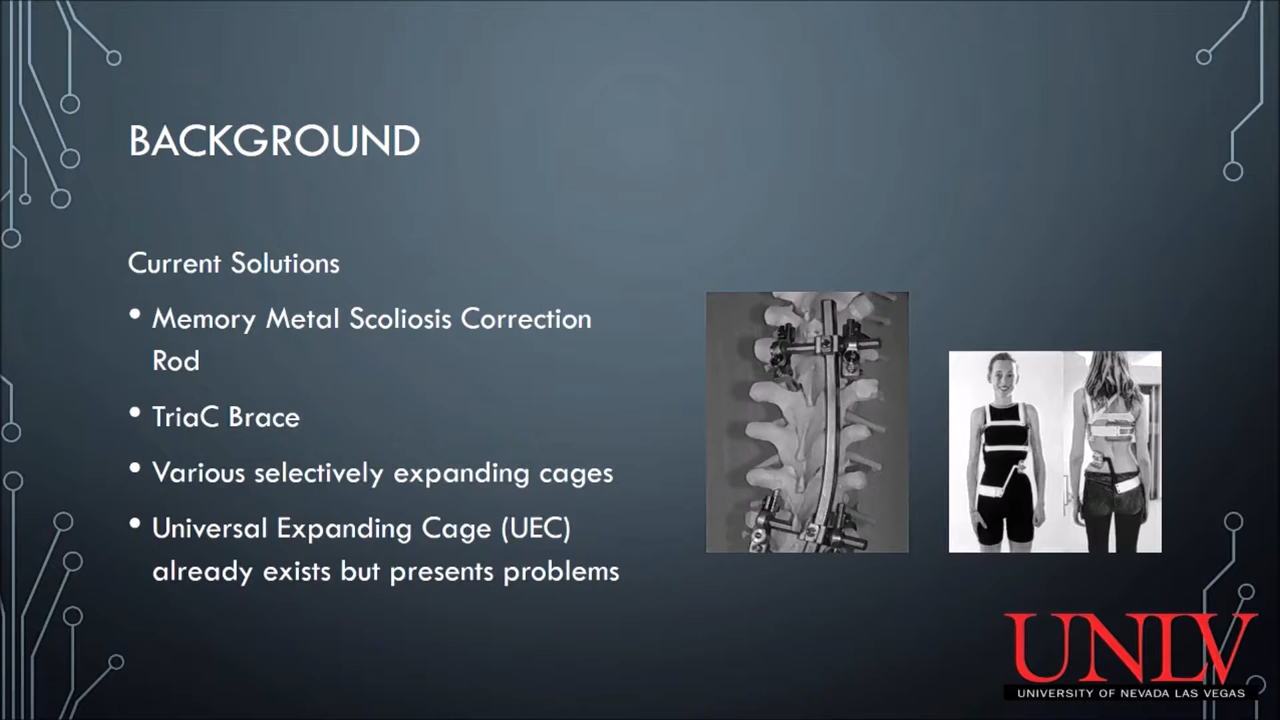 BACKGROUND
Current Solutions
• Memory Metal Scoliosis Correction
Rod
• TriaC Brace
• Various selectively expanding cages
• Universal Expanding Cage (UEC)
already exists but presents problems
UNLV
UNIVERSITY OF NEVADA LAS VEGAS